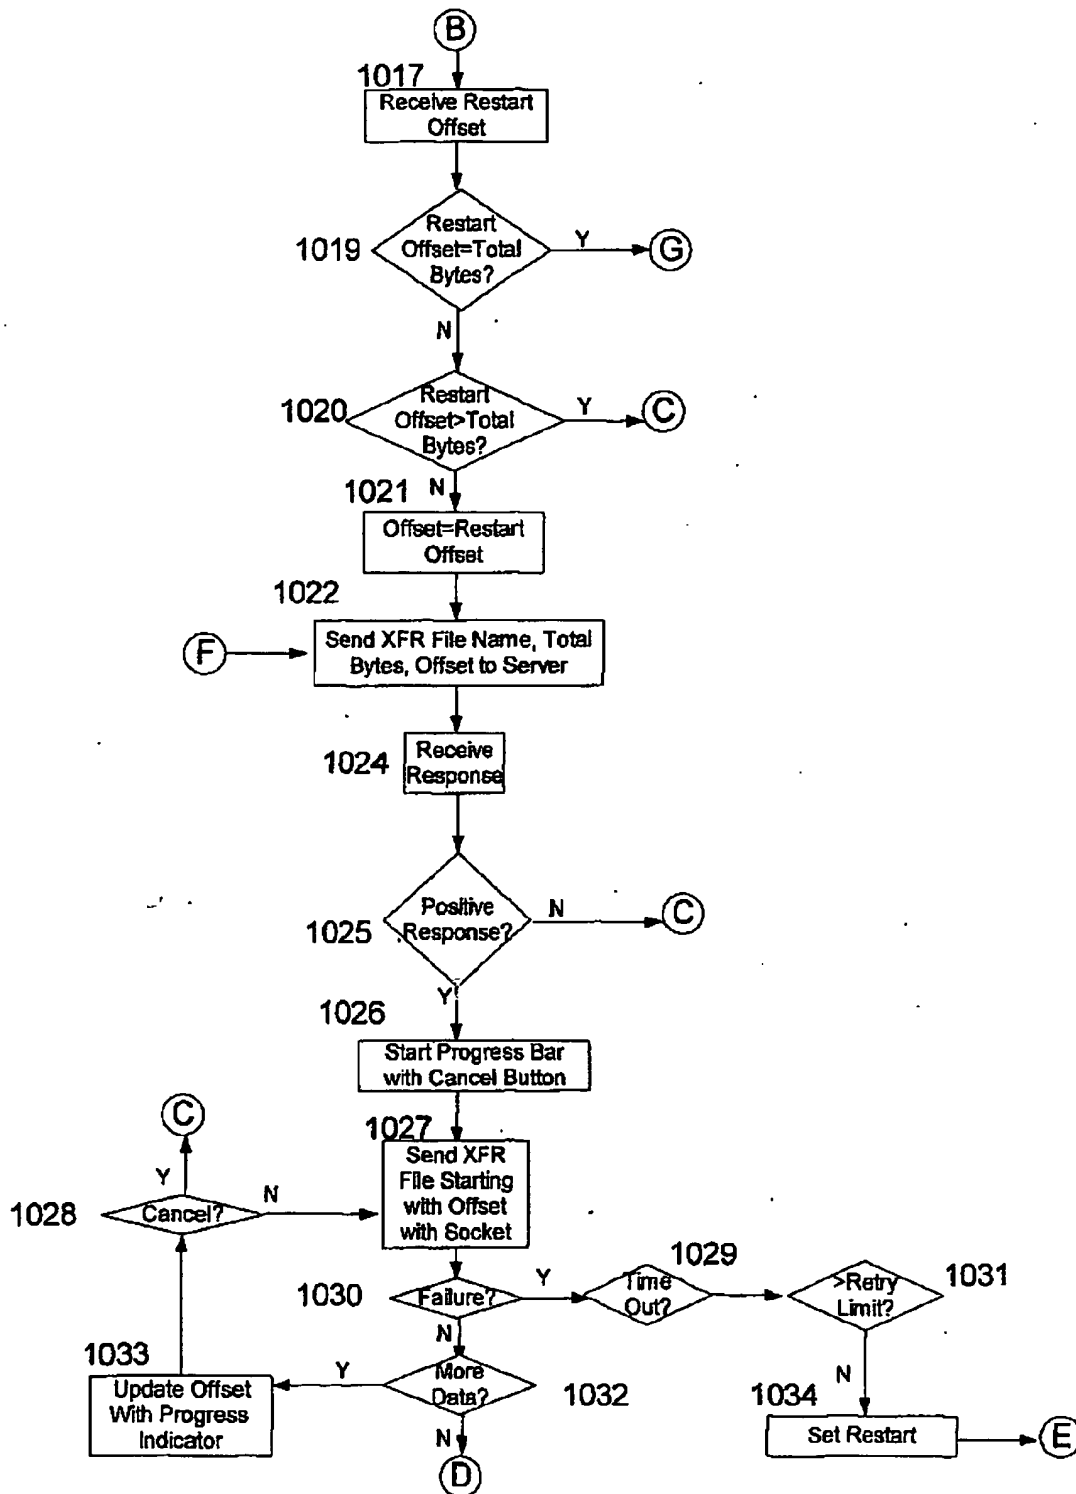 B
1017
Receive Restart
Offset
1019
Restart
Offset=Total
Bytes?
Y
G
N
1020
Restart
Offset>Total
Bytes?
Y
C
1021
N
Offset=Restart
Offset
1022
F
Send XFR File Name, Total
Bytes, Offset to Server
1024
Receive
Response
1025
Positive
Response?
N
C
Y
1026
Start Progress Bar
with Cancel Button
C
1027
Send XFR
File Starting
with Offset
with Socket
Y
1028
Cancel?
N
1029
1030
Failure?
Y
Time
Out?
>Retry
Limit?
1031
N
1033
Y
More
Data?
1032
N
1034
Update Offset
With Progress
Indicator
Set Restart
E
N
D